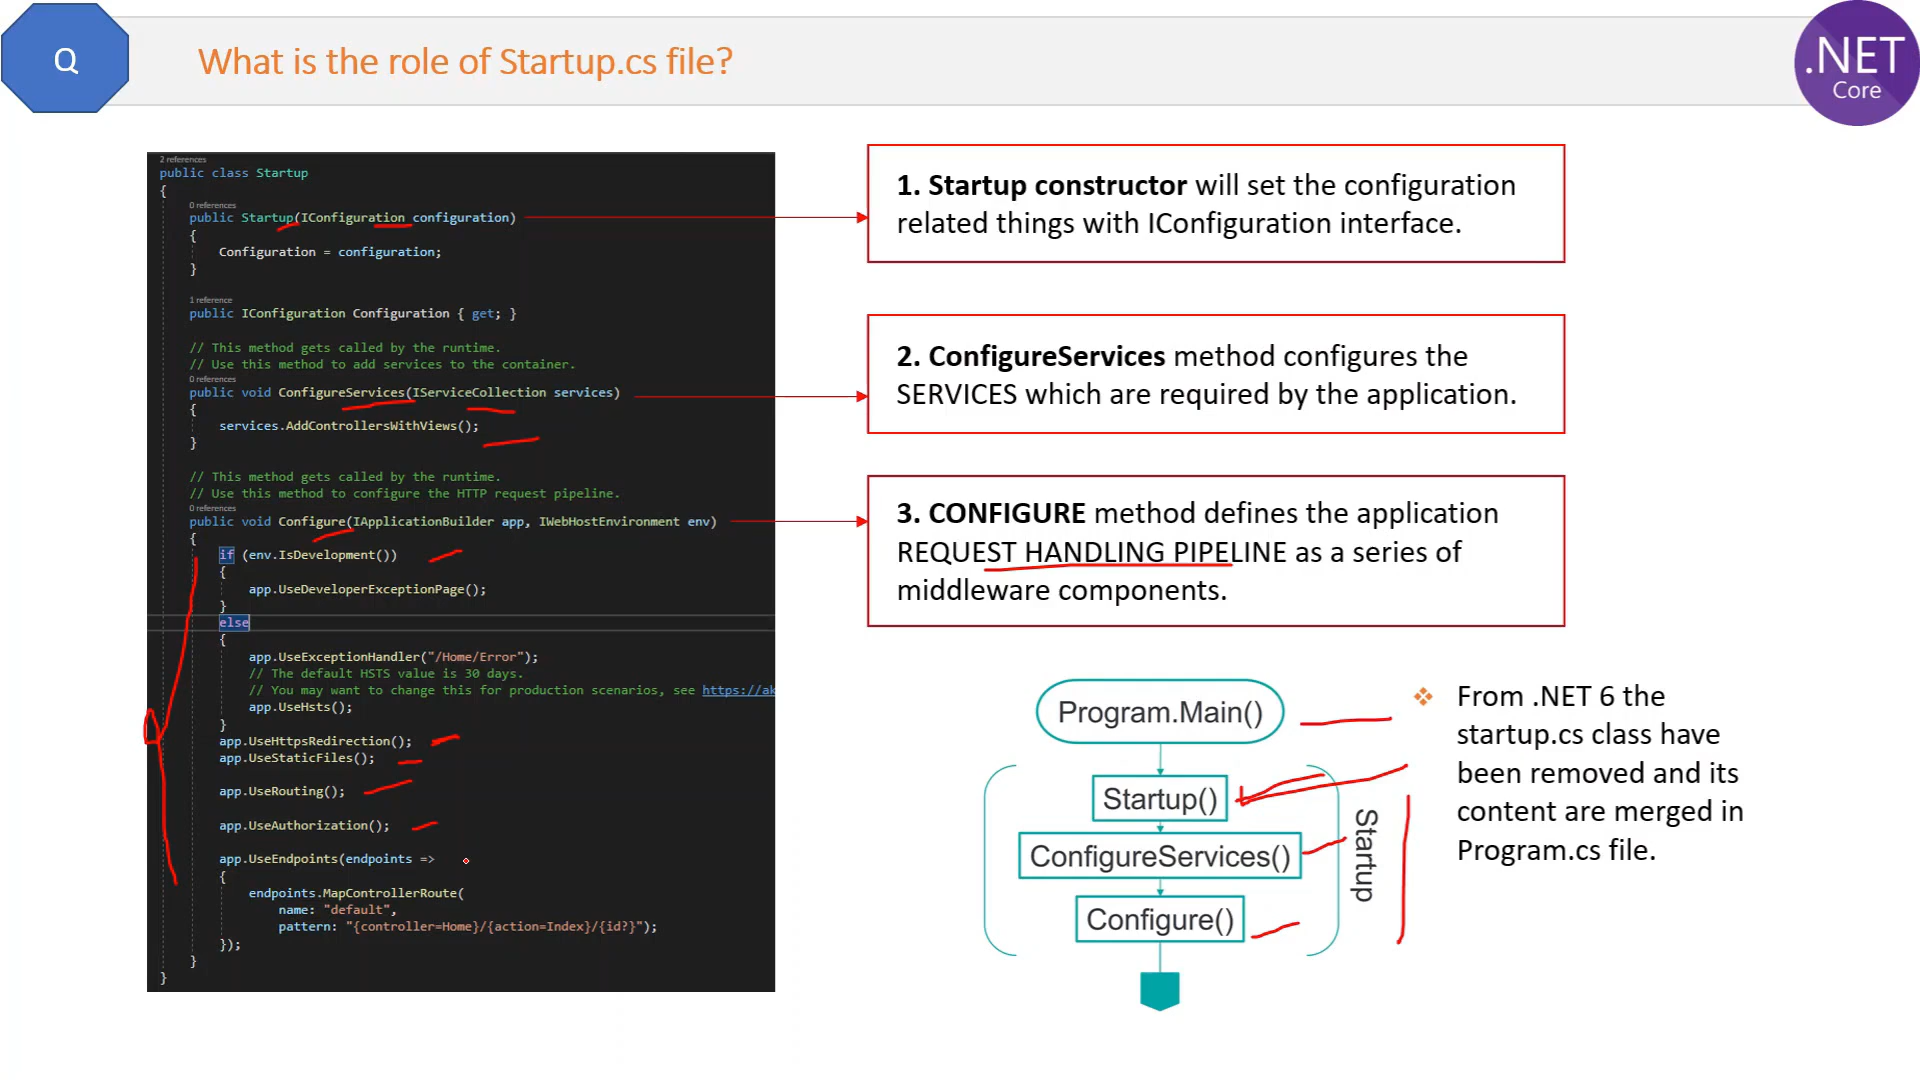 Q
What is the role of Startup.cs file?
.NET
Core
2 references
public class Startup
{
0 references
public Startup(IConfiguration configuration)
{
Configuration = configuration;
}
1 reference
public IConfiguration Configuration { get; }
// This method gets called by the runtime.
// Use this method to add services to the container.
0 references
public void ConfigureServices(IServiceCollection services)
{
services.AddControllersWithViews();
}
// This method gets called by the runtime.
// Use this method to configure the HTTP request pipeline.
0 references
public void Configure(IApplicationBuilder app, IWebHostEnvironment env)
{
if (env.IsDevelopment())
{
app.UseDeveloperExceptionPage();
}
else
{
app.UseExceptionHandler("/Home/Error");
// The default HSTS value is 30 days.
// You may want to change this for production scenarios, see https://ak
app.UseHsts();
}
app.UseHttpsRedirection();
app.UseStaticFiles();
app.UseRouting();
app.UseAuthorization();
app.UseEndpoints(endpoints =>
{
endpoints.MapControllerRoute(
name: "default",
pattern: "{controller=Home}/{action=Index}/{id?}");
});
}
}
1. Startup constructor will set the configuration
related things with IConfiguration interface.
2. ConfigureServices method configures the
SERVICES which are required by the application.
3. CONFIGURE method defines the application
REQUEST HANDLING PIPELINE as a series of
middleware components.
Program.Main()
Startup()
ConfigureServices()
Configure()
Startup
❖ From .NET 6 the
startup.cs class have
been removed and its
content are merged in
Program.cs file.